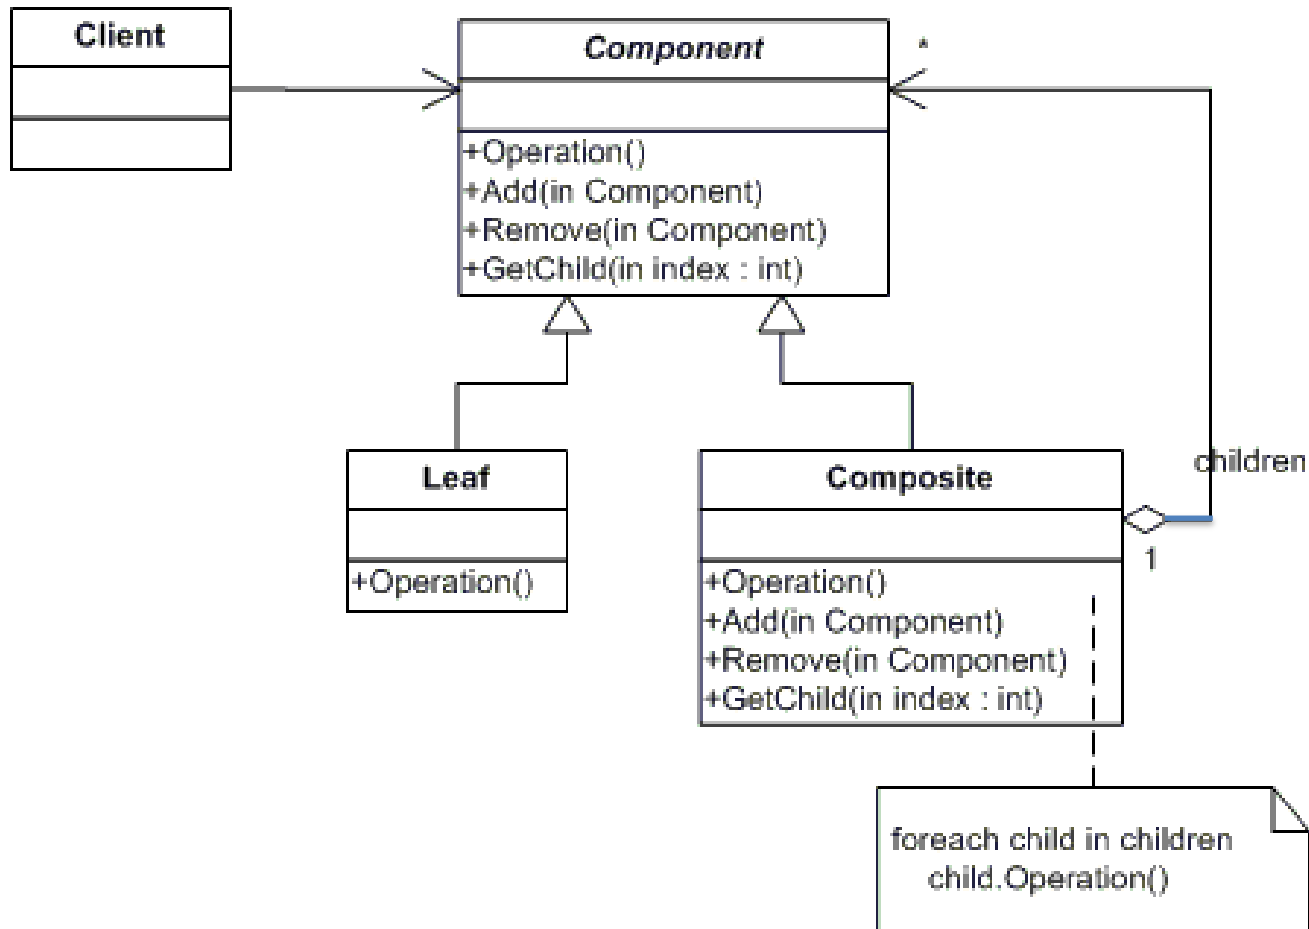 Client
Component
*
+Operation()
+Add(in Component)
+Remove(in Component)
+GetChild(in index : int)
children
Leaf
+Operation()
Composite
1
+Operation()
+Add(in Component)
+Remove(in Component)
+GetChild(in index : int)
foreach child in children
child.Operation()